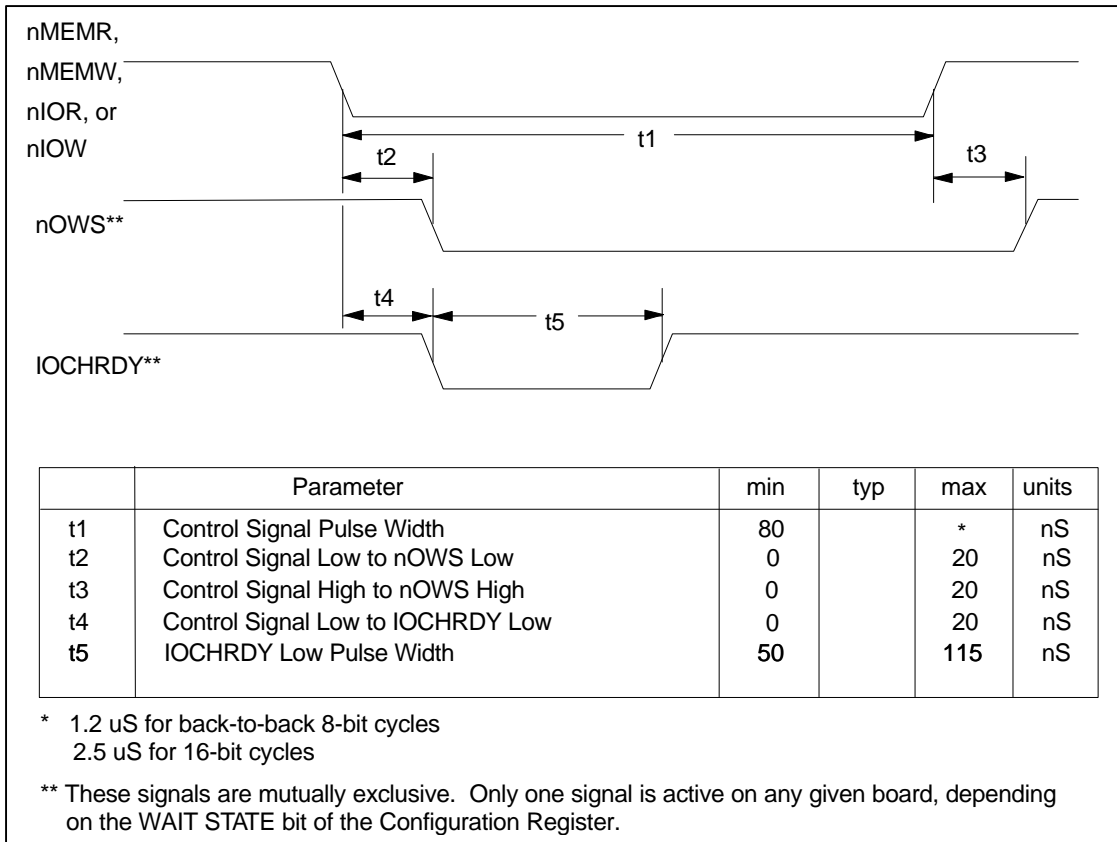 nMEMR,
nMEMW,
nIOR, or
nIOW
t1
t2
t3
nOWS**
t4
t5
IOCHRDY**
Parameter min typ max units
t1 Control Signal Pulse Width 80 * nS
t2 Control Signal Low to nOWS Low 0 20 nS
t3 Control Signal High to nOWS High 0 20 nS
t4 Control Signal Low to IOCHRDY Low 0 20 nS
t5 IOCHRDY Low Pulse Width 50 115 nS
* 1.2 uS for back-to-back 8-bit cycles
2.5 uS for 16-bit cycles
** These signals are mutually exclusive. Only one signal is active on any given board, depending
on the WAIT STATE bit of the Configuration Register.